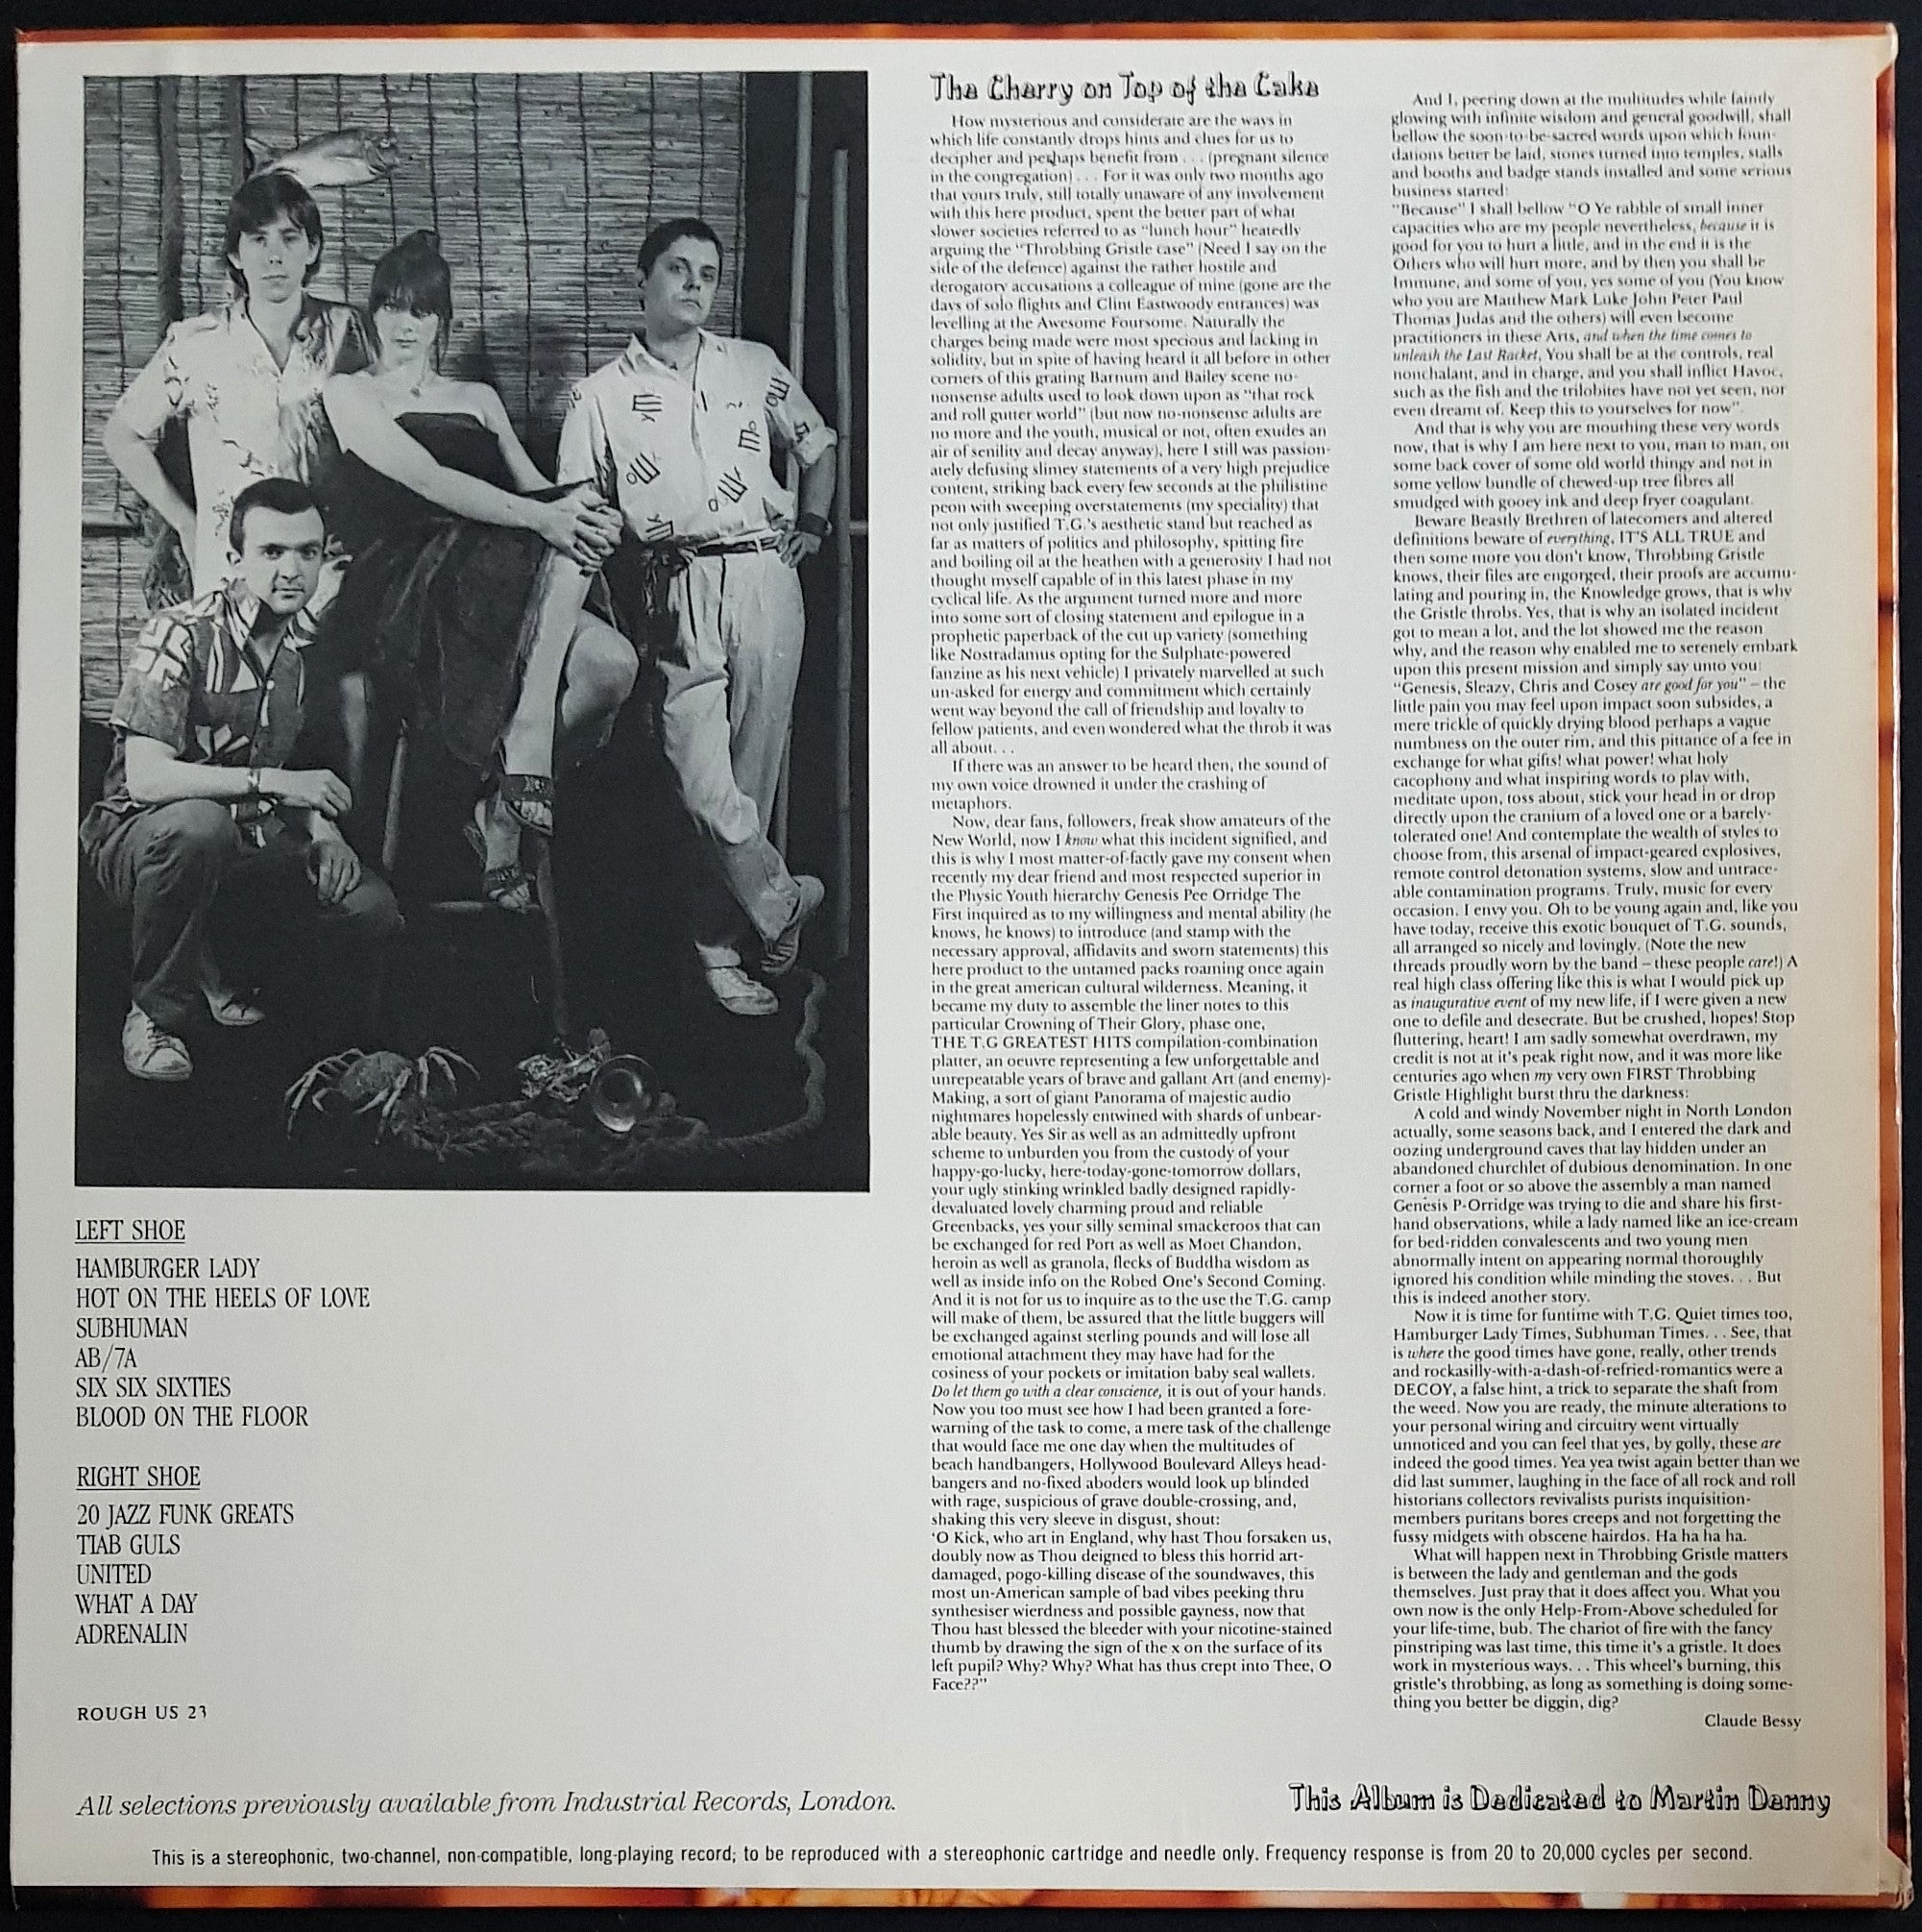 The Cherry on Top of the Cake
How mysterious and considerate are the ways in
which life constantly drops hints and clues for us to
decipher and perhaps benefit from . . . (pregnant silence
in the congregation) . . . For it was only two months ago
that yours truly, still totally unaware of any involvement
with this here product, spent the better part of what
slower societies referred to as "lunch hour" heatedly
arguing the "Throbbing Gristle case" (Need I say on the
side of the defence) against the rather hostile and
derogatory accusations a colleague of mine (gone are the
days of solo flights and Clint Eastwoody entrances) was
levelling at the Awesome Foursome. Naturally the
charges being made were most specious and lacking in
solidity, but in spite of having heard it all before in other
corners of this grating Barnum and Bailey scene no-
nonsense adults used to look down upon as "that rock
and roll gutter world" (but now no-nonsense adults are
no more and the youth, musical or not, often exudes an
air of senility and decay anyway), here I still was passion-
ately defusing slimey statements of a very high prejudice
content, striking back every few seconds at the philistine
peon with sweeping overstatements (my speciality) that
not only justified T.G.'s aesthetic stand but reached as
far as matters of politics and philosophy, spitting fire
and boiling oil at the heathen with a generosity I had not
thought myself capable of in this latest phase in my
cyclical life. As the argument turned more and more
into some sort of closing statement and epilogue in a
prophetic paperback of the cut up variety (something
like Nostradamus opting for the Sulphate-powered
fanzine as his next vehicle) I privately marvelled at such
un-asked for energy and commitment which certainly
went way beyond the call of friendship and loyalty to
fellow patients, and even wondered what the throb it was
all about. . .
If there was an answer to be heard then, the sound of
my own voice drowned it under the crashing of
metaphors.
Now, dear fans, followers, freak show amateurs of the
New World, now I know what this incident signified, and
this is why I most matter-of-factly gave my consent when
recently my dear friend and most respected superior in
the Physic Youth hierarchy Genesis Pee Orridge The
First inquired as to my willingness and mental ability (he
knows, he knows) to introduce (and stamp with the
necessary approval, affidavits and sworn statements) this
here product to the untamed packs roaming once again
in the great american cultural wilderness. Meaning, it
became my duty to assemble the liner notes to this
particular Crowning of Their Glory, phase one,
THE T.G GREATEST HITS compilation-combination
platter, an oeuvre representing a few unforgettable and
unrepeatable years of brave and gallant Art (and enemy)-
Making, a sort of giant Panorama of majestic audio
nightmares hopelessly entwined with shards of unbear-
able beauty. Yes Sir as well as an admittedly upfront
scheme to unburden you from the custody of your
happy-go-lucky, here-today-gone-tomorrow dollars,
your ugly stinking wrinkled badly designed rapidly-
devaluated lovely charming proud and reliable
Greenbacks, yes your silly seminal smackeroos that can
be exchanged for red Port as well as Moet Chandon,
heroin as well as granola, flecks of Buddha wisdom as
well as inside info on the Robed One's Second Coming.
And it is not for us to inquire as to the use the T.G. camp
will make of them, be assured that the little buggers will
be exchanged against sterling pounds and will lose all
emotional attachment they may have had for the
cosiness of your pockets or imitation baby seal wallets.
Do let them go with a clear conscience, it is out of your hands.
Now you too must see how I had been granted a fore-
warning of the task to come, a mere task of the challenge
that would face me one day when the multitudes of
beach handbangers, Hollywood Boulevard Alleys head-
bangers and no-fixed aboders would look up blinded
with rage, suspicious of grave double-crossing, and,
shaking this very sleeve in disgust, shout:
'O Kick, who art in England, why hast Thou forsaken us,
doubly now as Thou deigned to bless this horrid art-
damaged, pogo-killing disease of the soundwaves, this
most un-American sample of bad vibes peeking thru
synthesiser wierdness and possible gayness, now that
Thou hast blessed the bleeder with your nicotine-stained
thumb by drawing the sign of the x on the surface of its
left pupil? Why? Why? What has thus crept into Thee, O
Face??"
And I, peering down at the multitudes while faintly
glowing with infinite wisdom and general goodwill, shall
bellow the soon-to-be-sacred words upon which foun-
dations better be laid, stones turned into temples, stalls
and booths and badge stands installed and some serious
business started:
"Because" I shall bellow "O Ye rabble of small inner
capacities who are my people nevertheless, because it is
good for you to hurt a little, and in the end it is the
Others who will hurt more, and by then you shall be
Immune, and some of you, yes some of you (You know
who you are Matthew Mark Luke John Peter Paul
Thomas Judas and the others) will even become
practitioners in these Arts, and when the time comes to
unleash the Last Racket, You shall be at the controls, real
nonchalant, and in charge, and you shall inflict Havoc,
such as the fish and the trilobites have not yet seen, nor
even dreamt of. Keep this to yourselves for now".
And that is why you are mouthing these very words
now, that is why I am here next to you, man to man, on
some back cover of some old world thingy and not in
some yellow bundle of chewed-up tree fibres all
smudged with gooey ink and deep fryer coagulant.
Beware Beastly Brethren of latecomers and altered
definitions beware of everything, IT'S ALL TRUE and
then some more you don't know, Throbbing Gristle
knows, their files are engorged, their proofs are accumu-
lating and pouring in, the Knowledge grows, that is why
the Gristle throbs. Yes, that is why an isolated incident
got to mean a lot, and the lot showed me the reason
why, and the reason why enabled me to serenely embark
upon this present mission and simply say unto you:
"Genesis, Sleazy, Chris and Cosey are good for you" – the
little pain you may feel upon impact soon subsides, a
mere trickle of quickly drying blood perhaps a vague
numbness on the outer rim, and this pittance of a fee in
exchange for what gifts! what power! what holy
cacophony and what inspiring words to play with,
meditate upon, toss about, stick your head in or drop
directly upon the cranium of a loved one or a barely-
tolerated one! And contemplate the wealth of styles to
choose from, this arsenal of impact-geared explosives,
remote control detonation systems, slow and untrace-
able contamination programs. Truly, music for every
occasion. I envy you. Oh to be young again and, like you
have today, receive this exotic bouquet of T.G. sounds,
all arranged so nicely and lovingly. (Note the new
threads proudly worn by the band – these people care!) A
real high class offering like this is what I would pick up
as inaugurative event of my new life, if I were given a new
one to defile and desecrate. But be crushed, hopes! Stop
fluttering, heart! I am sadly somewhat overdrawn, my
credit is not at it's peak right now, and it was more like
centuries ago when my very own FIRST Throbbing
Gristle Highlight burst thru the darkness:
A cold and windy November night in North London
actually, some seasons back, and I entered the dark and
oozing underground caves that lay hidden under an
abandoned churchlet of dubious denomination. In one
corner a foot or so above the assembly a man named
Genesis P-Orridge was trying to die and share his first-
hand observations, while a lady named like an ice-cream
for bed-ridden convalescents and two young men
abnormally intent on appearing normal thoroughly
ignored his condition while minding the stoves. . . But
this is indeed another story.
Now it is time for funtime with T.G. Quiet times too,
Hamburger Lady Times, Subhuman Times. . . See, that
is where the good times have gone, really, other trends
and rockasilly-with-a-dash-of-refried-romantics were a
DECOY, a false hint, a trick to separate the shaft from
the weed. Now you are ready, the minute alterations to
your personal wiring and circuitry went virtually
unnoticed and you can feel that yes, by golly, these are
indeed the good times. Yea yea twist again better than we
did last summer, laughing in the face of all rock and roll
historians collectors revivalists purists inquisition-
members puritans bores creeps and not forgetting the
fussy midgets with obscene hairdos. Ha ha ha ha.
What will happen next in Throbbing Gristle matters
is between the lady and gentleman and the gods
themselves. Just pray that it does affect you. What you
own now is the only Help-From-Above scheduled for
your life-time, bub. The chariot of fire with the fancy
pinstriping was last time, this time it's a gristle. It does
work in mysterious ways. . . This wheel's burning, this
gristle's throbbing, as long as something is doing some-
thing you better be diggin, dig?
Claude Bessy
LEFT SHOE
HAMBURGER LADY
HOT ON THE HEELS OF LOVE
SUBHUMAN
AB/7A
SIX SIX SIXTIES
BLOOD ON THE FLOOR
RIGHT SHOE
20 JAZZ FUNK GREATS
TIAB GULS
UNITED
WHAT A DAY
ADRENALIN
ROUGH US 23
All selections previously available from Industrial Records, London.
This Album is Dedicated to Martin Denny
This is a stereophonic, two-channel, non-compatible, long-playing record; to be reproduced with a stereophonic cartridge and needle only. Frequency response is from 20 to 20,000 cycles per second.